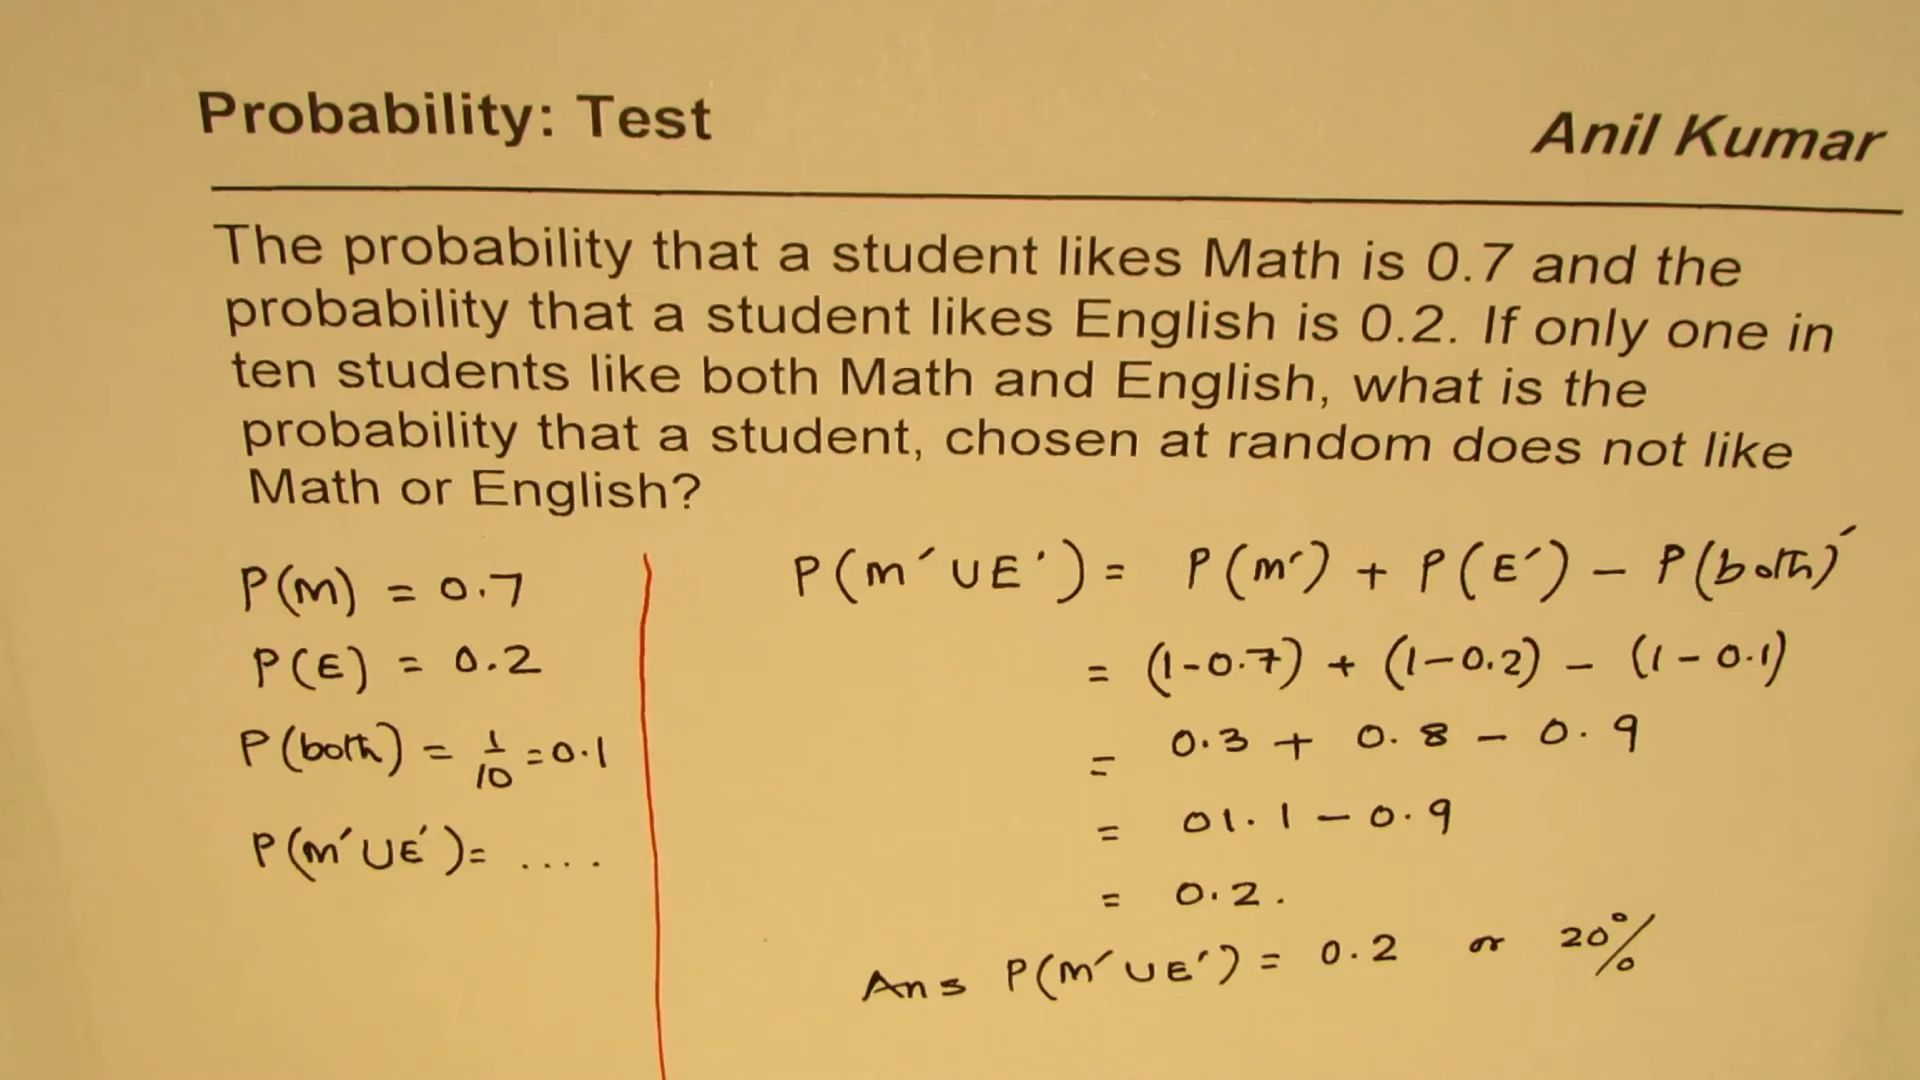 Probability: Test
Anil Kumar
The probability that a student likes Math is 0.7 and the
probability that a student likes English is 0.2. If only one in
ten students like both Math and English, what is the
probability that a student, chosen at random does not like
Math or English?
P(M) = 0.7
P(E) = 0.2
P(both) = 1/10 = 0.1
P(M′∪E′) = ....
P(M′∪E′) = P(M′) + P(E′) − P(both)′
= (1-0.7) + (1-0.2) - (1-0.1)
= 0.3 + 0.8 - 0.9
= 01.1 - 0.9
= 0.2.
Ans P(M′∪E′) = 0.2 or 20%